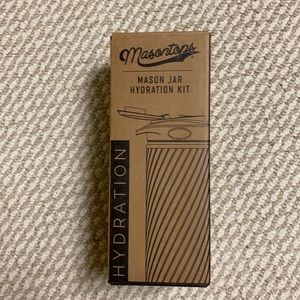 Masontops
MASON JAR
HYDRATION KIT
HYDRATION